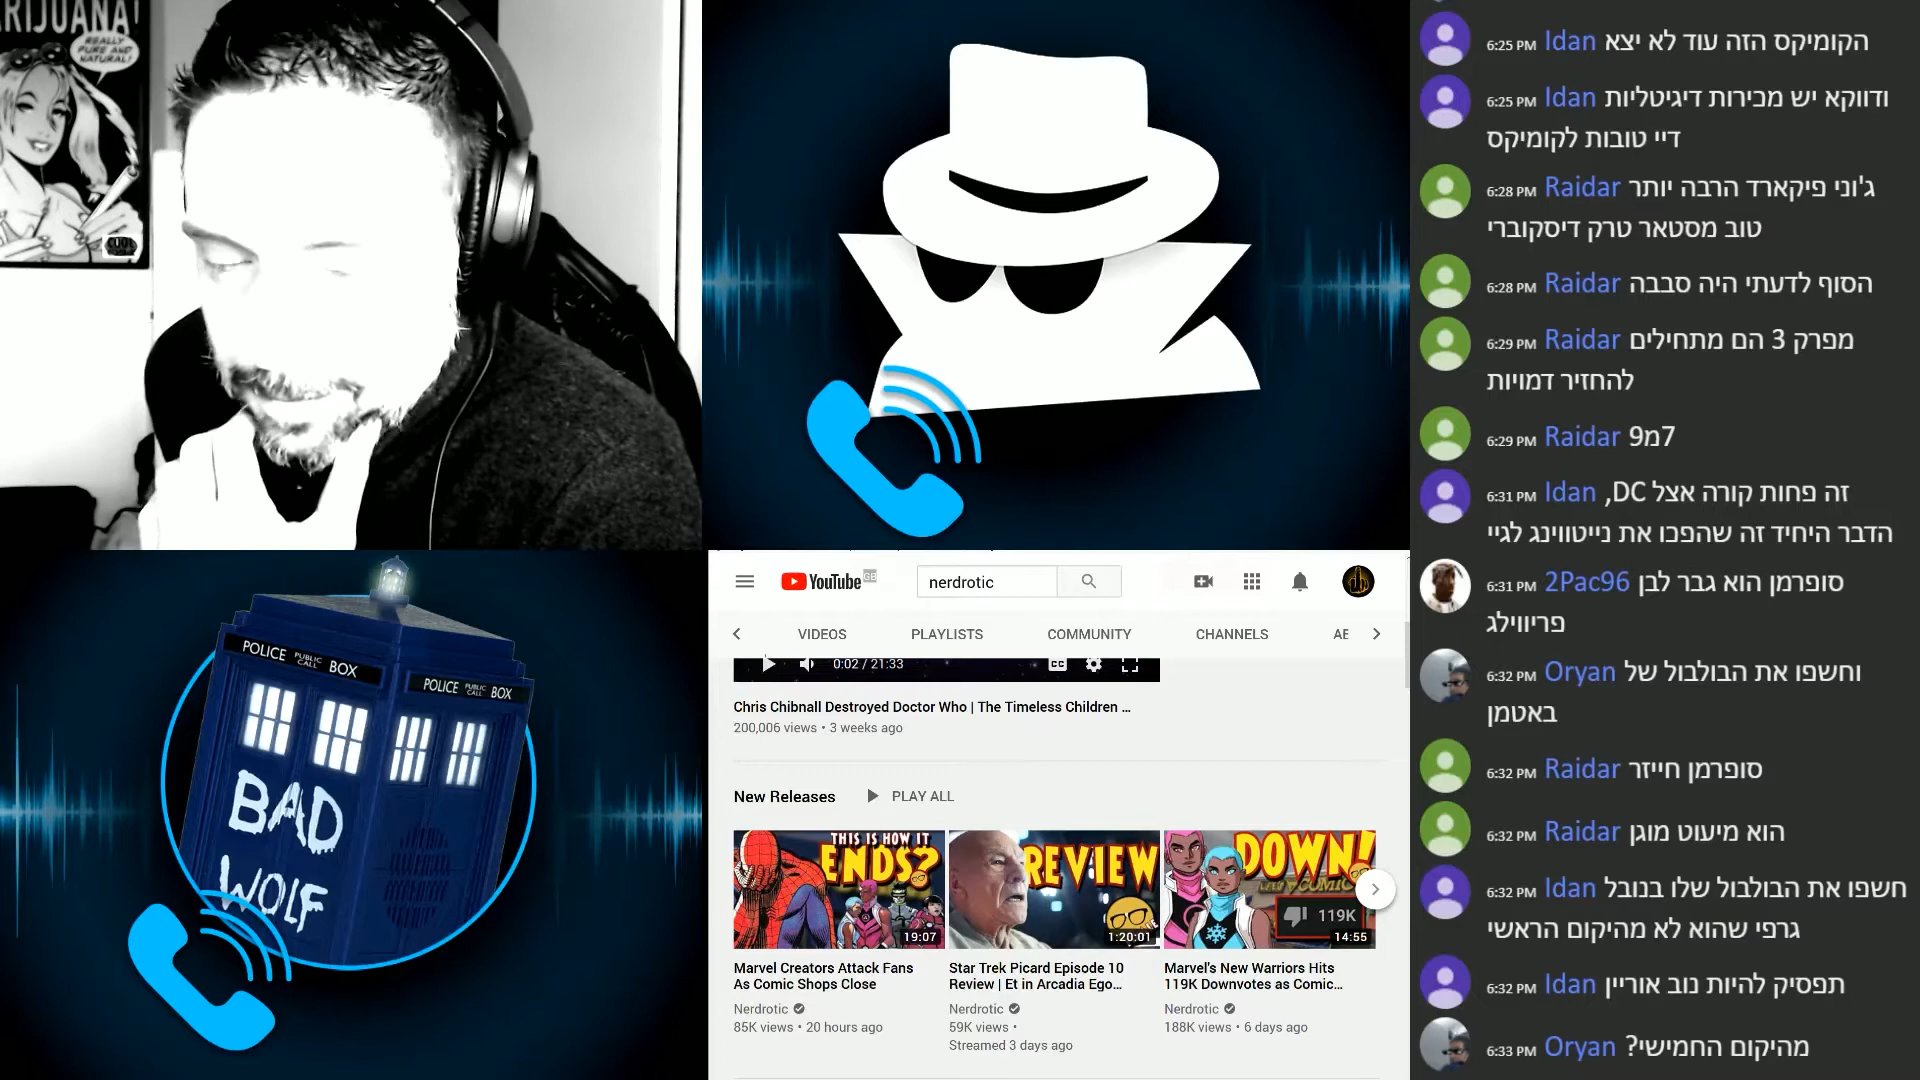 RIJUANA!
REALLY
PURE AND
NATURAL!
POLICE PUBLIC CALL BOX
POLICE PUBLIC CALL BOX
BAD
WOLF
YouTube GB
nerdrotic
VIDEOS PLAYLISTS COMMUNITY CHANNELS AB
0:02 / 21:33
CC
Chris Chibnall Destroyed Doctor Who | The Timeless Children ...
200,006 views • 3 weeks ago
New Releases PLAY ALL
THIS IS HOW IT
ENDS?
19:07
REVIEW
1:20:01
DOWN!
119K
14:55
Marvel Creators Attack Fans
As Comic Shops Close
Nerdrotic
85K views • 20 hours ago
Star Trek Picard Episode 10
Review | Et in Arcadia Ego...
Nerdrotic
59K views •
Streamed 3 days ago
Marvel's New Warriors Hits
119K Downvotes as Comic...
Nerdrotic
188K views • 6 days ago
6:25 PM Idan הקומיקס הזה עוד לא יצא
6:25 PM Idan ודווקא יש מכירות דיגיטליות
דיי טובות לקומיקס
6:28 PM Raidar ג'וני פיקארד הרבה יותר
טוב מסטאר טרק דיסקוברי
6:28 PM Raidar הסוף לדעתי היה סבבה
6:29 PM Raidar מפרק 3 הם מתחילים
להחזיר דמויות
6:29 PM Raidar 7מ9
6:31 PM Idan זה פחות קורה אצל DC,
הדבר היחיד זה שהפכו את נייטווינג לגיי
6:31 PM 2Pac96 סופרמן הוא גבר לבן
פריווילג
6:32 PM Oryan וחשפו את הבולבול של
באטמן
6:32 PM Raidar סופרמן חייזר
6:32 PM Raidar הוא מיעוט מוגן
6:32 PM Idan חשפו את הבולבול שלו בנובל
גרפי שהוא לא מהיקום הראשי
6:32 PM Idan תפסיק להיות נוב אוריין
6:33 PM Oryan מהיקום החמישי?